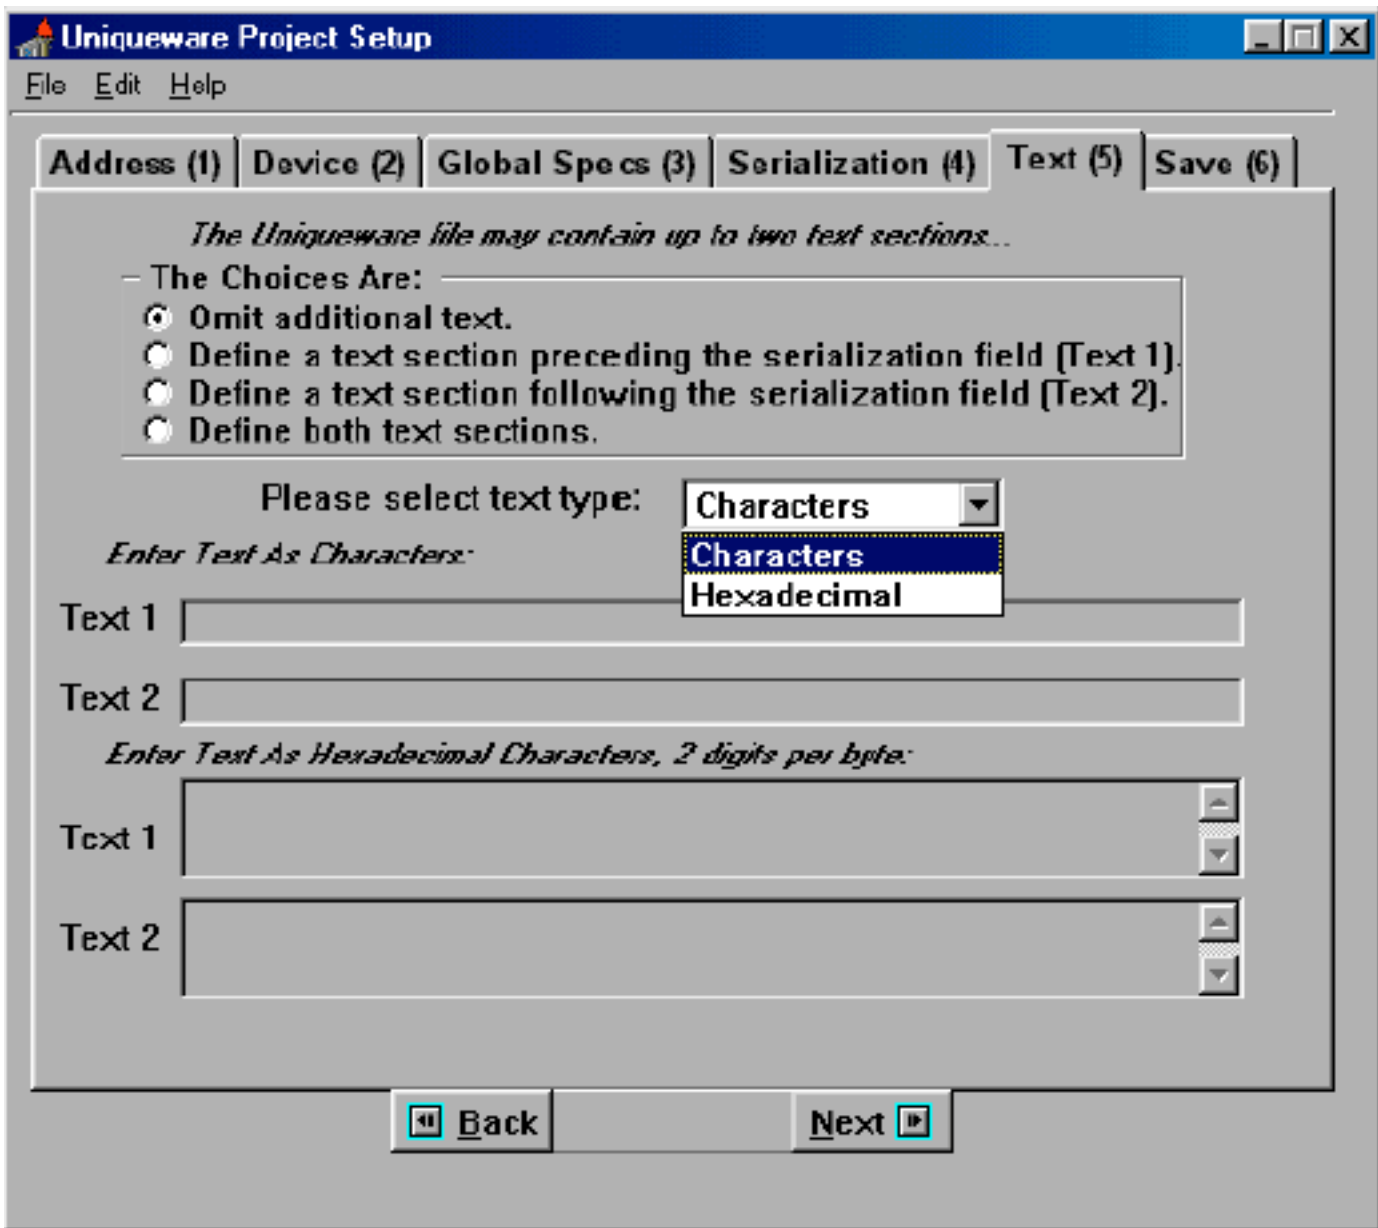 Uniqueware Project Setup
File Edit Help
Address (1) Device (2) Global Specs (3) Serialization (4) Text (5) Save (6)
The Uniqueware file may contain up to two text sections...
The Choices Are:
Omit additional text.
Define a text section preceding the serialization field (Text 1).
Define a text section following the serialization field (Text 2).
Define both text sections.
Please select text type: Characters
Characters
Hexadecimal
Enter Text As Characters:
Text 1
Text 2
Enter Text As Hexadecimal Characters, 2 digits per byte:
Text 1
Text 2
Back Next